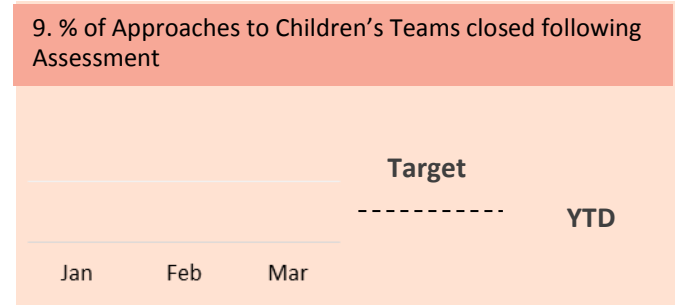 9. % of Approaches to Children’s Teams closed following
Assessment
Target
YTD
Jan Feb Mar